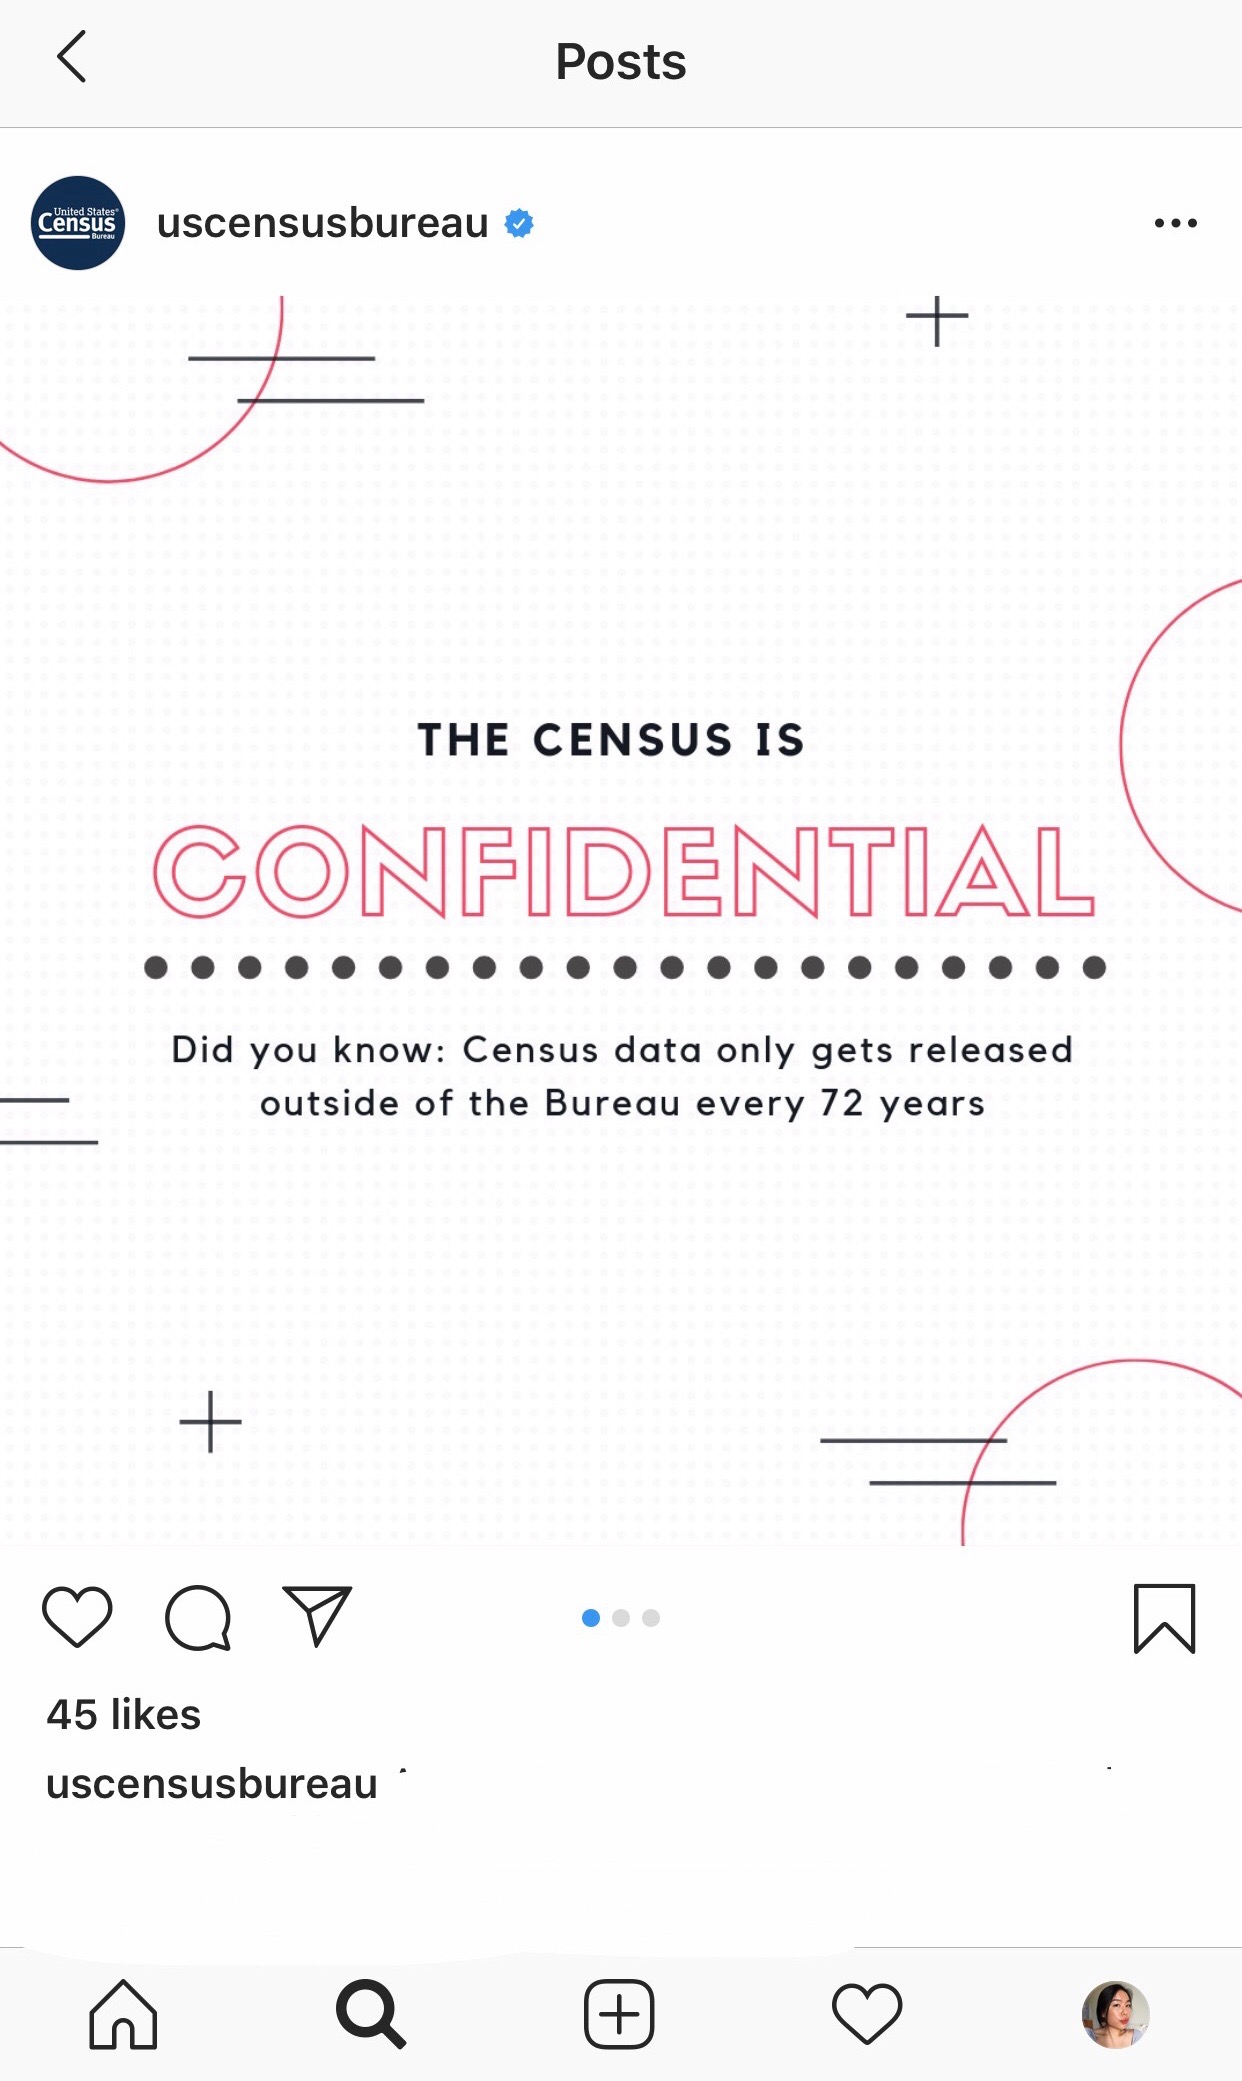 Posts
United States®
Census
Bureau
uscensusbureau
THE CENSUS IS
CONFIDENTIAL
Did you know: Census data only gets released
outside of the Bureau every 72 years
45 likes
uscensusbureau